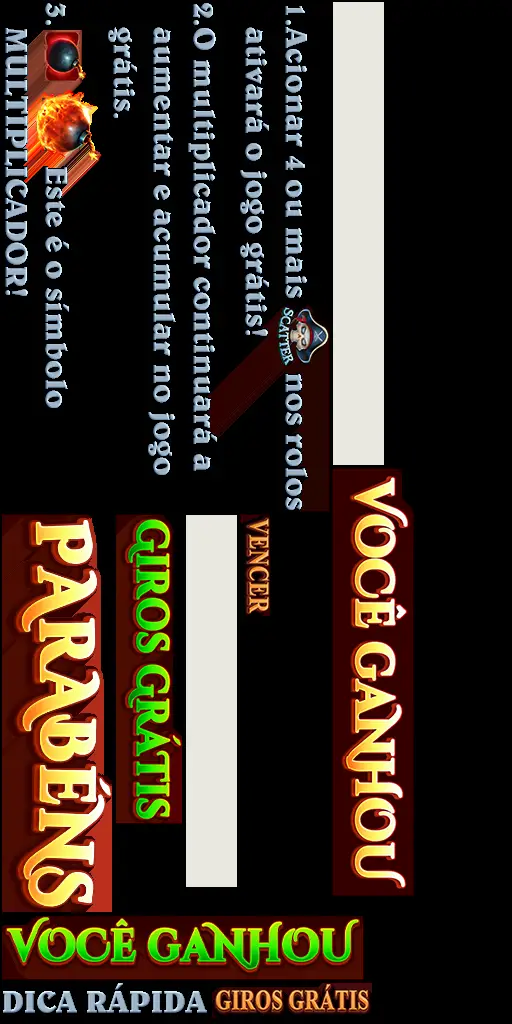 1.Acionar 4 ou mais SCATTER nos rolos
ativará o jogo grátis!
2.O multiplicador continuará a
aumentar e acumular no jogo
grátis.
3. Este é o símbolo
MULTIPLICADOR!
VOCÊ GANHOU
VENCER
GIROS GRÁTIS
PARABÉNS
VOCÊ GANHOU
DICA RÁPIDA
GIROS GRÁTIS